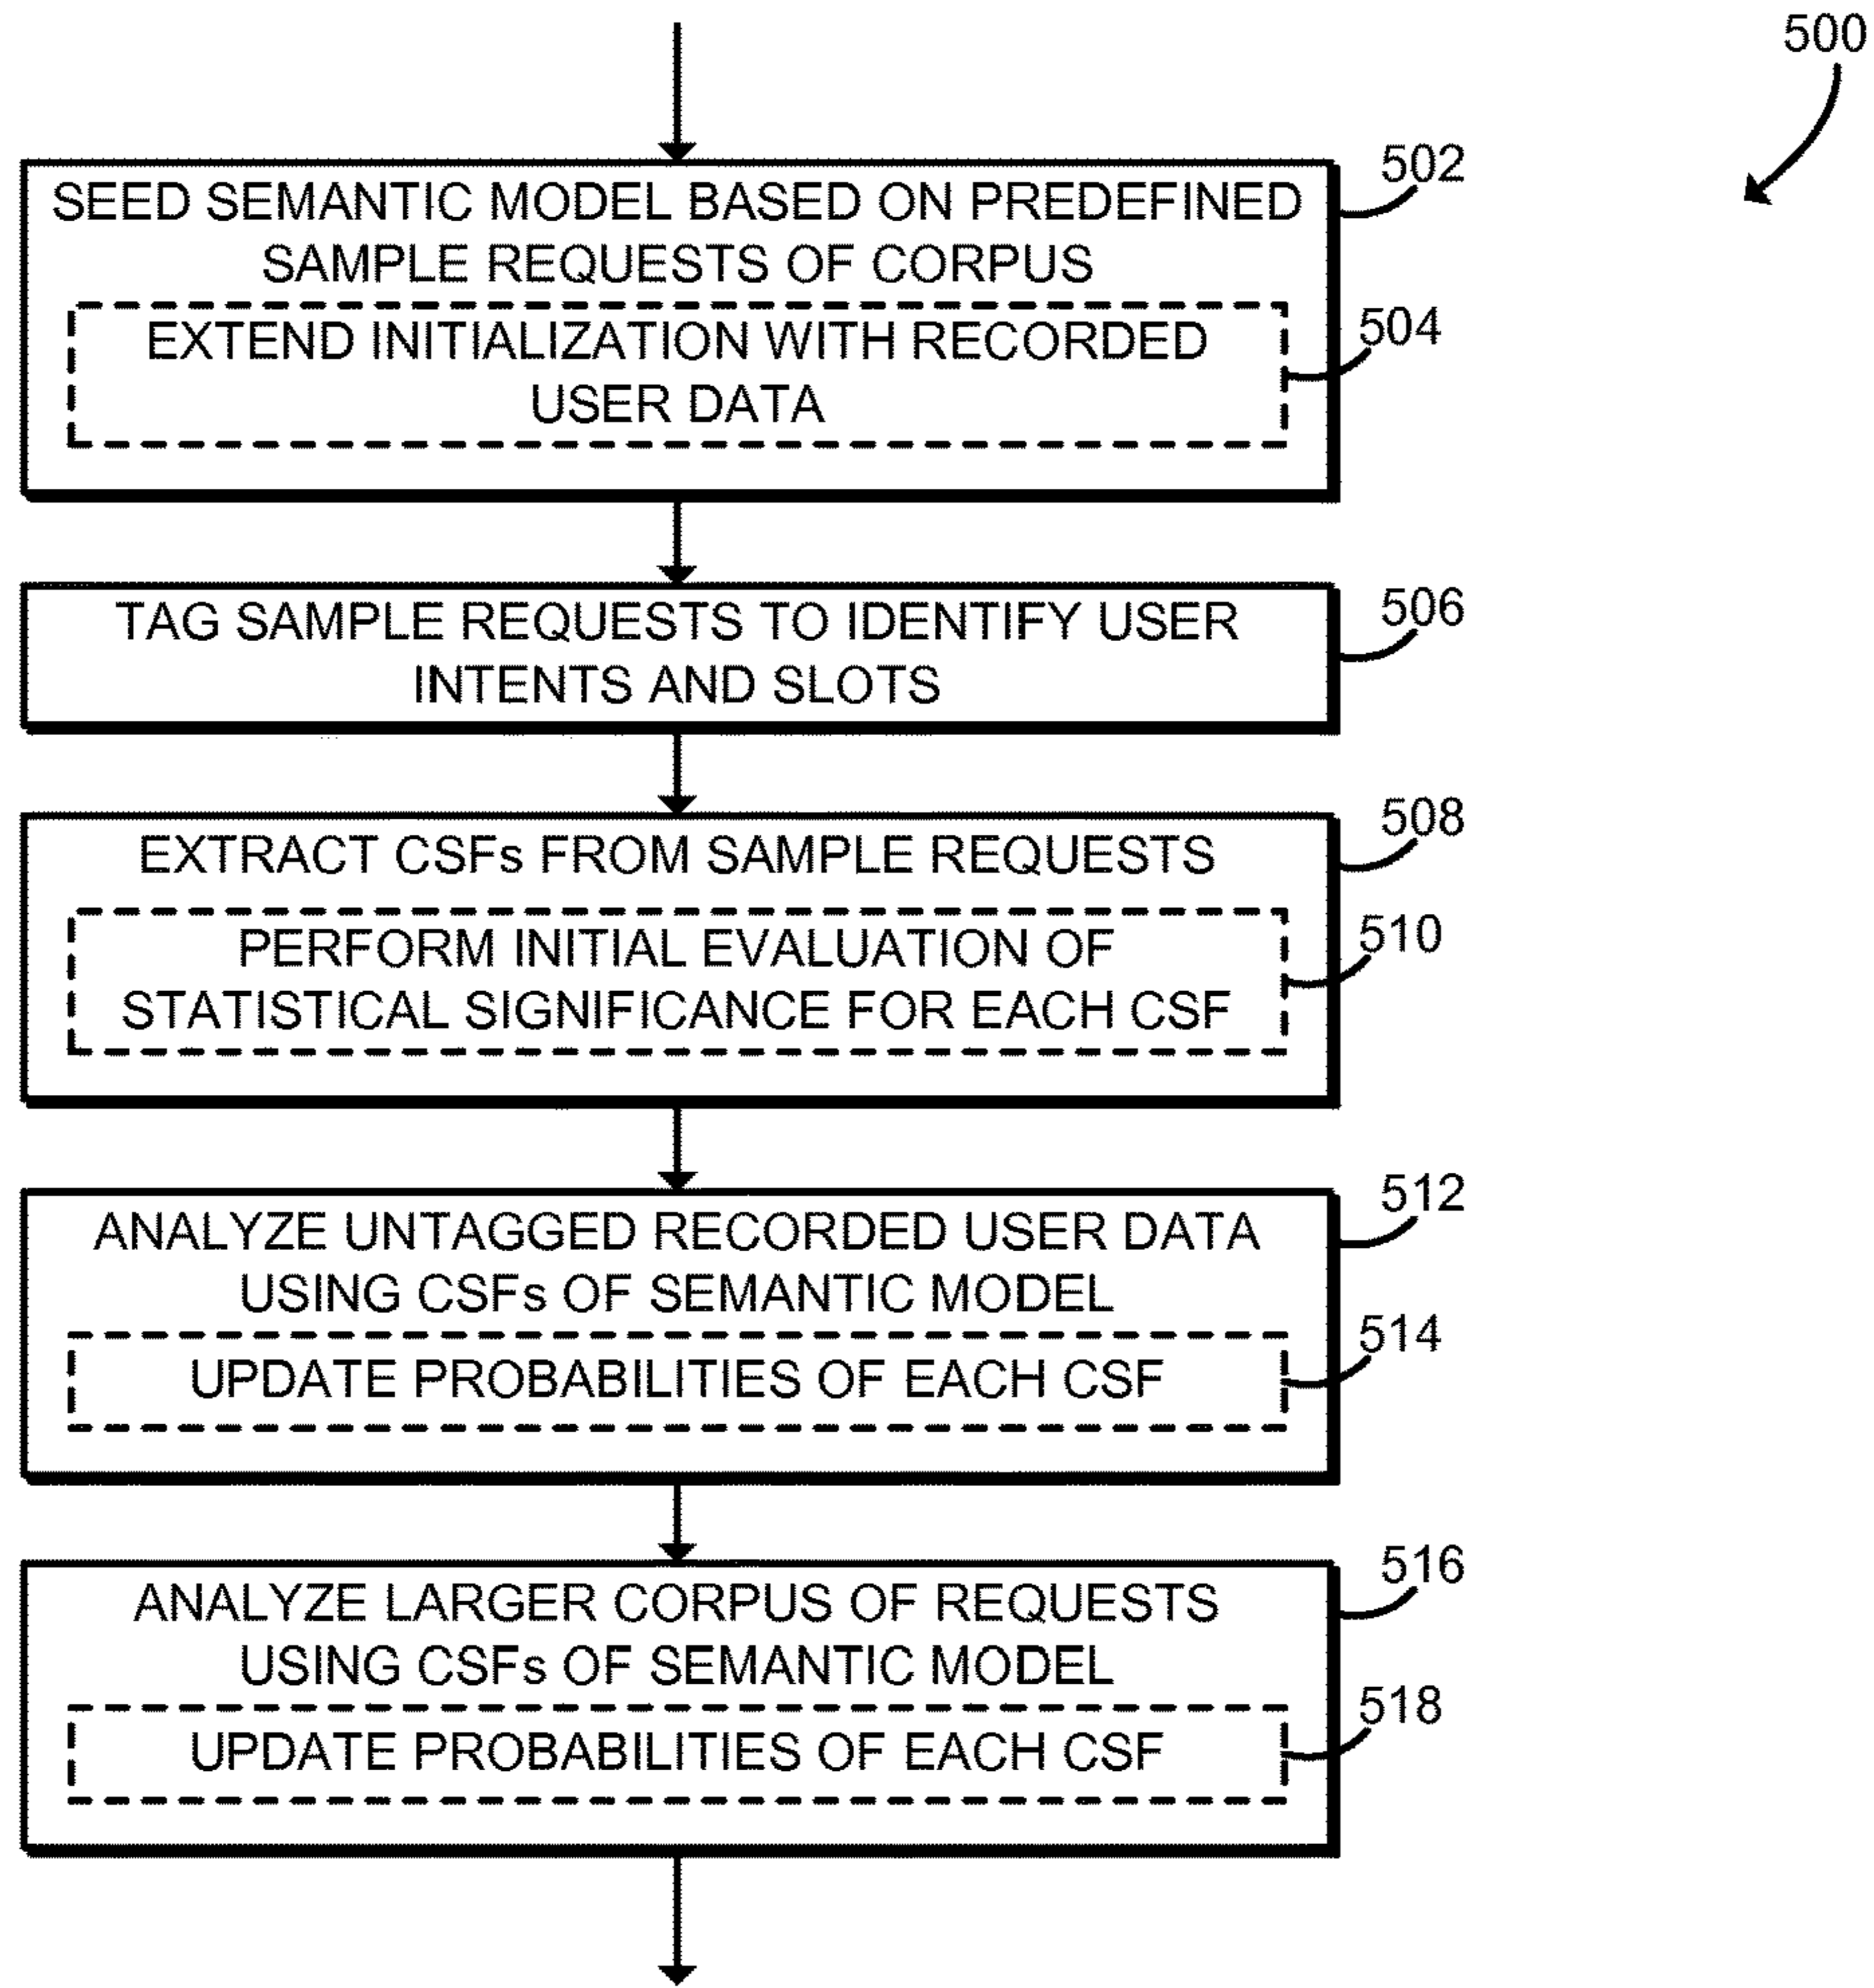 500
502
SEED SEMANTIC MODEL BASED ON PREDEFINED
SAMPLE REQUESTS OF CORPUS
504
EXTEND INITIALIZATION WITH RECORDED
USER DATA
506
TAG SAMPLE REQUESTS TO IDENTIFY USER
INTENTS AND SLOTS
508
EXTRACT CSFs FROM SAMPLE REQUESTS
510
PERFORM INITIAL EVALUATION OF
STATISTICAL SIGNIFICANCE FOR EACH CSF
512
ANALYZE UNTAGGED RECORDED USER DATA
USING CSFs OF SEMANTIC MODEL
514
UPDATE PROBABILITIES OF EACH CSF
516
ANALYZE LARGER CORPUS OF REQUESTS
USING CSFs OF SEMANTIC MODEL
518
UPDATE PROBABILITIES OF EACH CSF